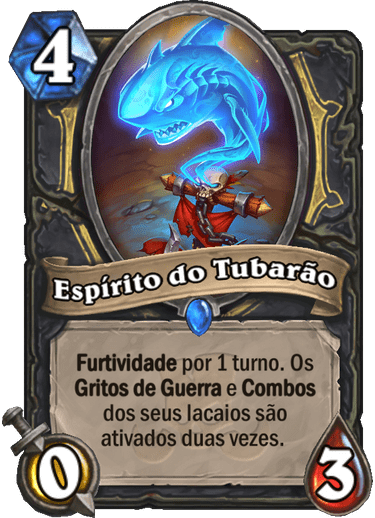 4
Espírito do Tubarão
Furtividade por 1 turno. Os
Gritos de Guerra e Combos
dos seus lacaios são
ativados duas vezes.
0
3